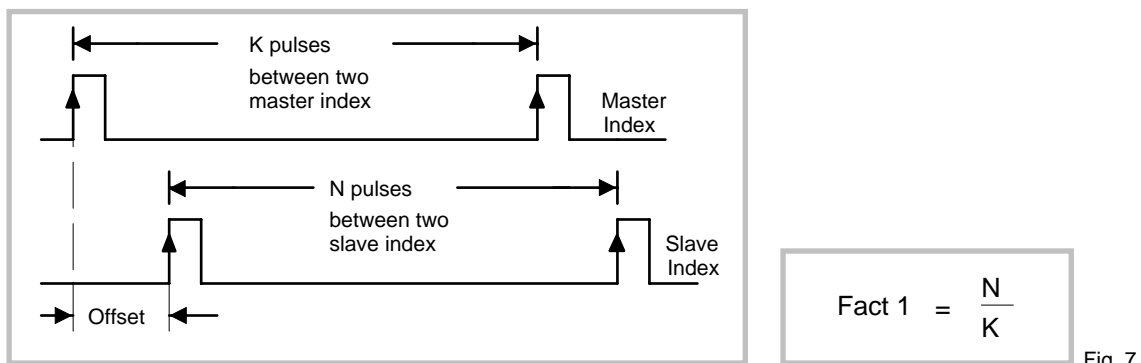 K pulses
between two
master index
Master
Index
N pulses
between two
slave index
Slave
Index
Offset
Fact 1 = N
K
Fig. 7